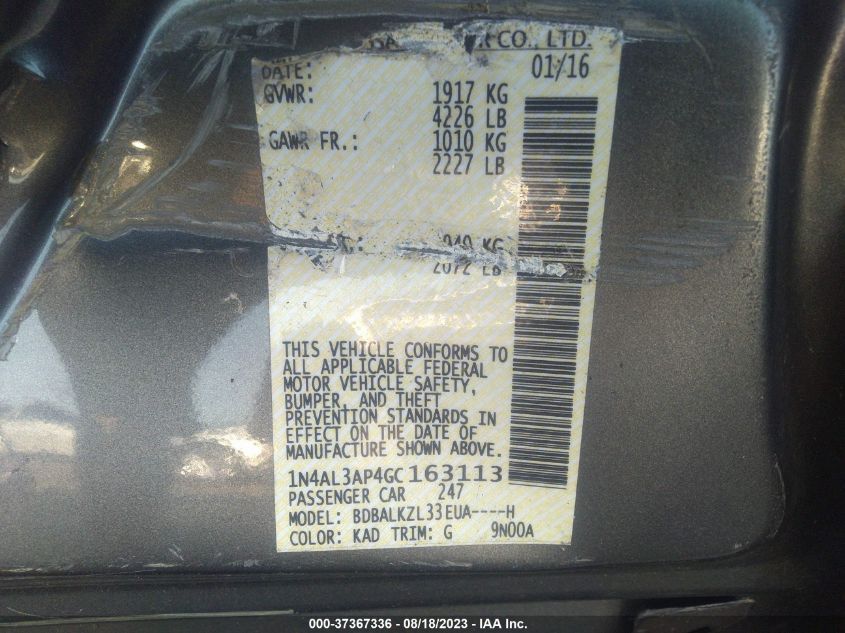 CO., LTD.
DATE: 01/16
GVWR: 1917 KG
4226 LB
GAWR FR.: 1010 KG
2227 LB
KG
2072 LB
THIS VEHICLE CONFORMS TO
ALL APPLICABLE FEDERAL
MOTOR VEHICLE SAFETY,
BUMPER, AND THEFT
PREVENTION STANDARDS IN
EFFECT ON THE DATE OF
MANUFACTURE SHOWN ABOVE.
1N4AL3AP4GC163113
PASSENGER CAR 247
MODEL: BDBALKZL33EUA----H
COLOR: KAD TRIM: G 9N00A
000-37367336 — 08/18/2023 — IAA Inc.